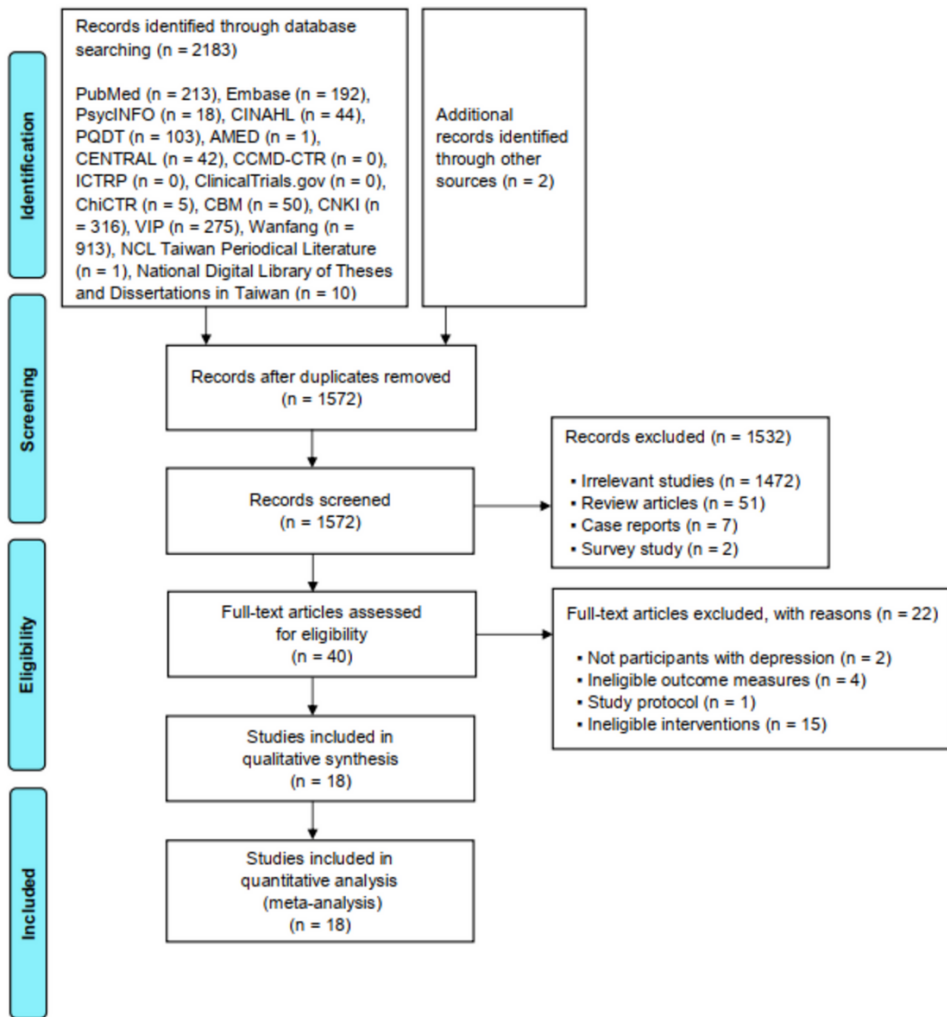 Identification
Records identified through database
searching (n = 2183)
PubMed (n = 213), Embase (n = 192),
PsycINFO (n = 18), CINAHL (n = 44),
PQDT (n = 103), AMED (n = 1),
CENTRAL (n = 42), CCMD-CTR (n = 0),
ICTRP (n = 0), ClinicalTrials.gov (n = 0),
ChiCTR (n = 5), CBM (n = 50), CNKI (n
= 316), VIP (n = 275), Wanfang (n =
913), NCL Taiwan Periodical Literature
(n = 1), National Digital Library of Theses
and Dissertations in Taiwan (n = 10)
Additional
records identified
through other
sources (n = 2)
Screening
Records after duplicates removed
(n = 1572)
Records screened
(n = 1572)
Records excluded (n = 1532)
▪ Irrelevant studies (n = 1472)
▪ Review articles (n = 51)
▪ Case reports (n = 7)
▪ Survey study (n = 2)
Eligibility
Full-text articles assessed
for eligibility
(n = 40)
Full-text articles excluded, with reasons (n = 22)
▪ Not participants with depression (n = 2)
▪ Ineligible outcome measures (n = 4)
▪ Study protocol (n = 1)
▪ Ineligible interventions (n = 15)
Studies included in
qualitative synthesis
(n = 18)
Included
Studies included in
quantitative analysis
(meta-analysis)
(n = 18)